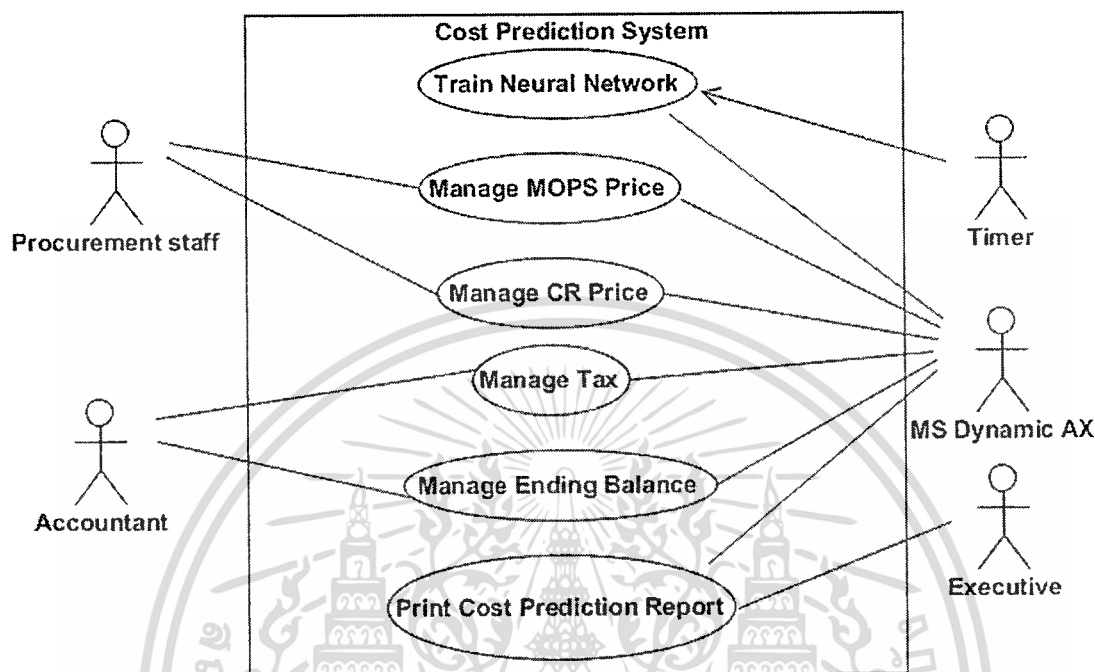 Cost Prediction System
Train Neural Network
Manage MOPS Price
Procurement staff
Timer
Manage CR Price
Manage Tax
MS Dynamic AX
Manage Ending Balance
Accountant
Executive
Print Cost Prediction Report